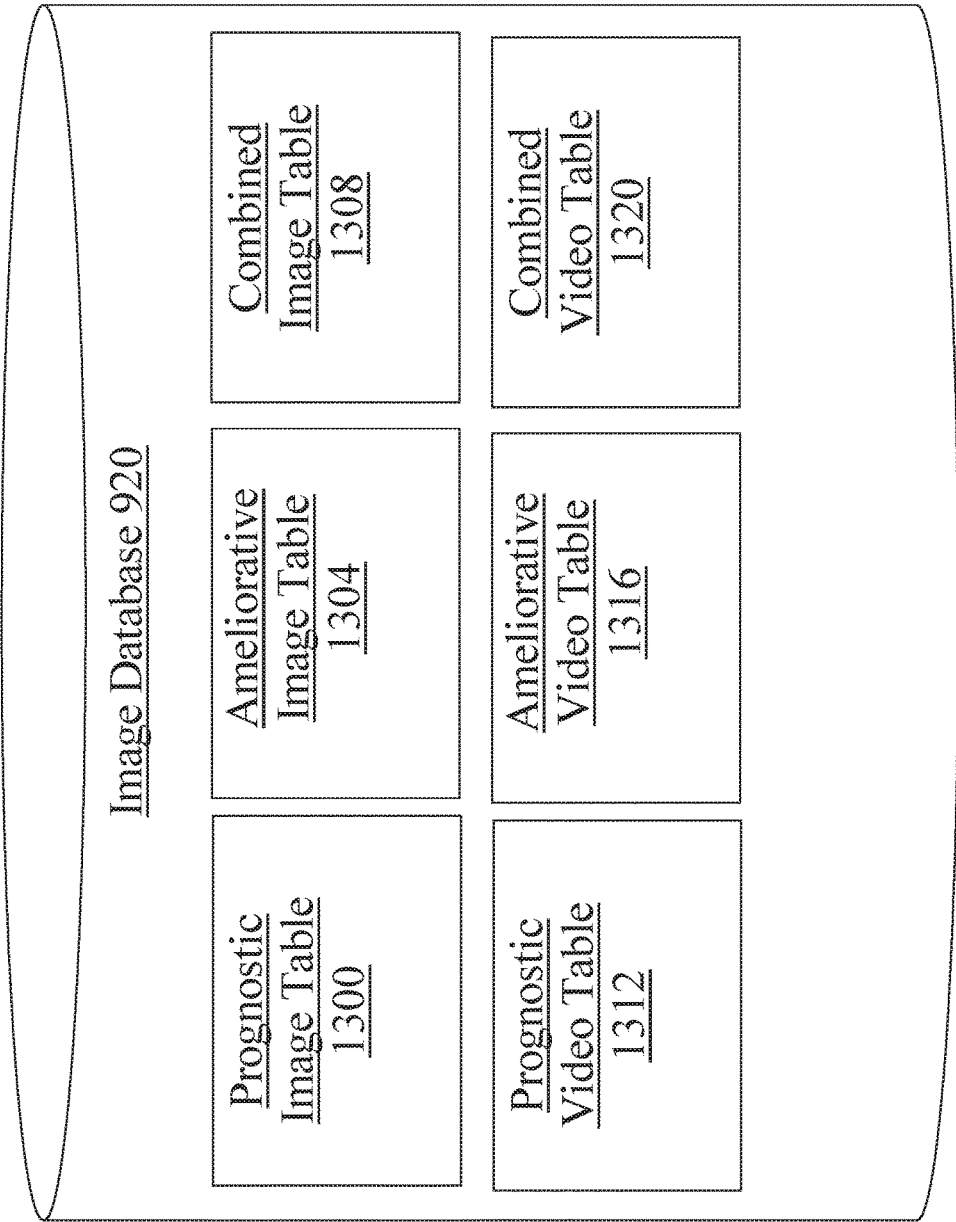 Image Database 920
Prognostic
Image Table
1300
Ameliorative
Image Table
1304
Combined
Image Table
1308
Prognostic
Video Table
1312
Ameliorative
Video Table
1316
Combined
Video Table
1320